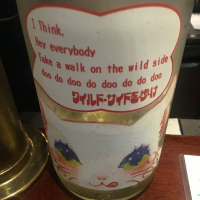 I Think,
Hey everybody
Take a walk on the wild side
doo do doo do doo do doo
ワイルド・サイドを歩け